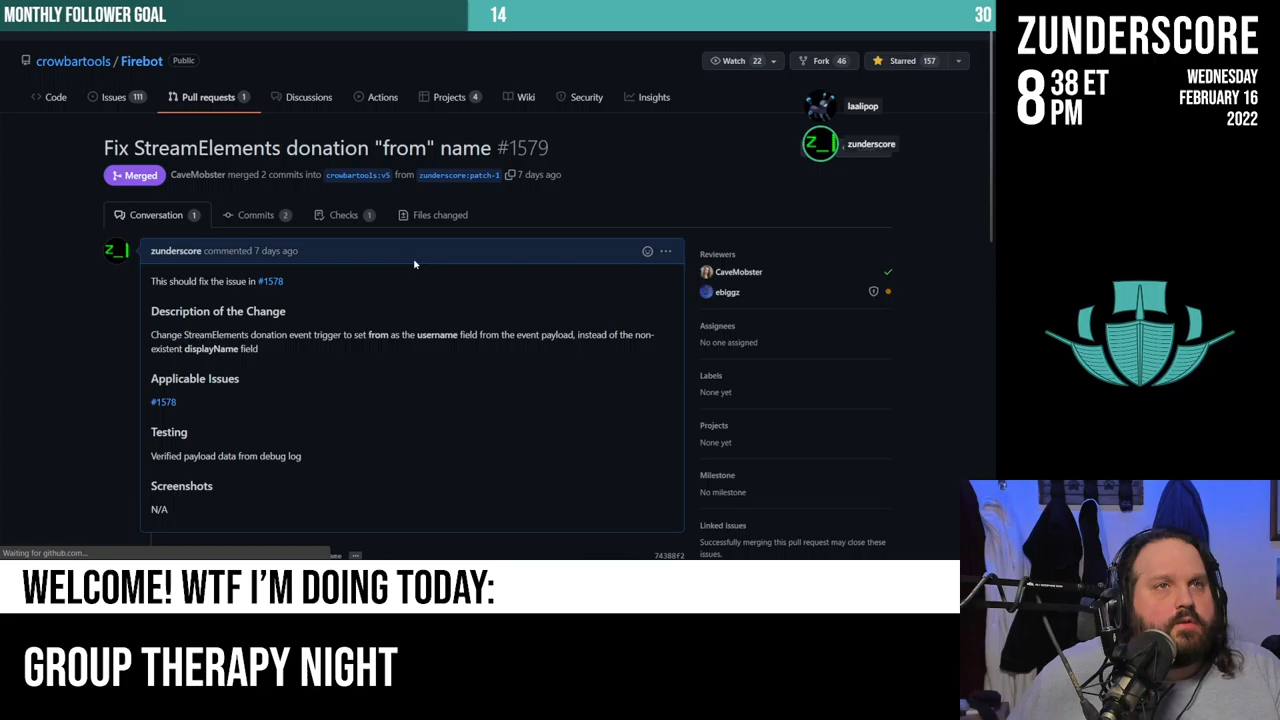 MONTHLY FOLLOWER GOAL
14
30
ZUNDERSCORE
8 38 ET PM
WEDNESDAY
FEBRUARY 16
2022
crowbartools / Firebot Public
Watch 22
Fork 46
Starred 157
Code
Issues 111
Pull requests 1
Discussions
Actions
Projects 4
Wiki
Security
Insights
laalipop
zunderscore
Fix StreamElements donation "from" name #1579
Merged CaveMobster merged 2 commits into crowbartools:v5 from zunderscore:patch-1 7 days ago
Conversation 1
Commits 2
Checks 1
Files changed
zunderscore commented 7 days ago
This should fix the issue in #1578
Description of the Change
Change StreamElements donation event trigger to set from as the username field from the event payload, instead of the non-
existent displayName field
Applicable Issues
#1578
Testing
Verified payload data from debug log
Screenshots
N/A
Reviewers
CaveMobster
ebiggz
Assignees
No one assigned
Labels
None yet
Projects
None yet
Milestone
No milestone
Linked issues
Successfully merging this pull request may close these
issues.
Waiting for github.com...
74388f2
WELCOME! WTF I'M DOING TODAY:
GROUP THERAPY NIGHT